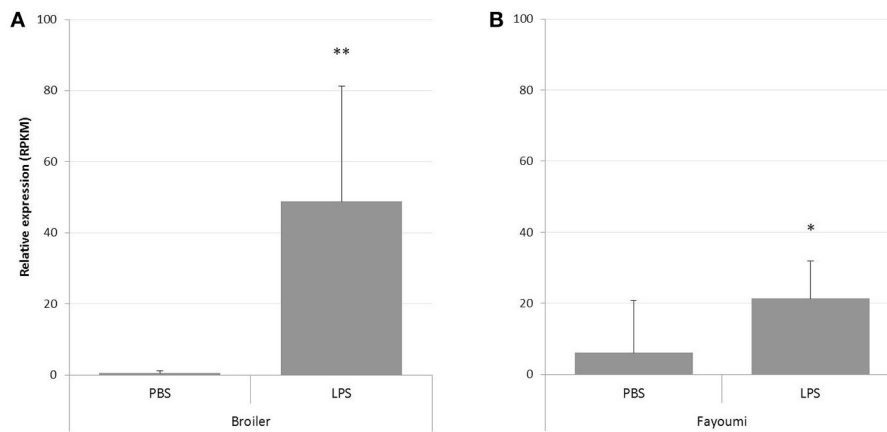 A
Relative expression (RPKM)
100
80
60
40
20
0
**
PBS
LPS
Broiler
B
100
80
60
40
20
0
*
PBS
LPS
Fayoumi